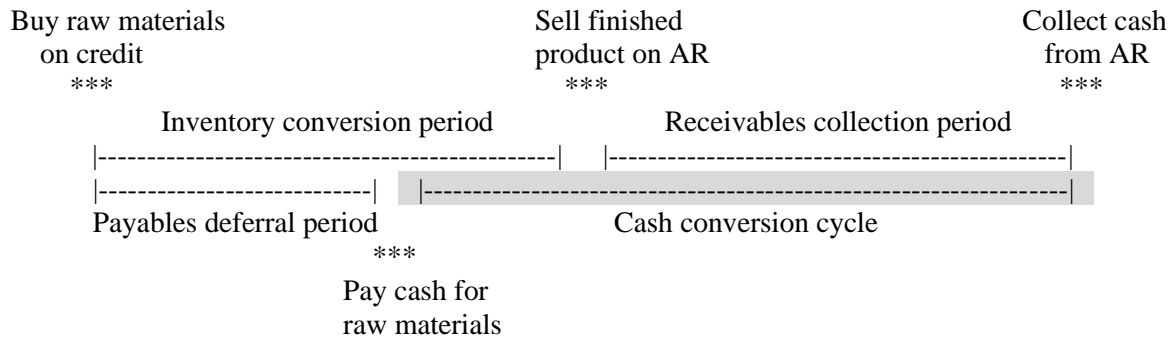 Buy raw materials Sell finished Collect cash
on credit product on AR from AR
*** *** ***
Inventory conversion period Receivables collection period
|-----------------------------------------------| |-----------------------------------------------|
|----------------------------| |------------------------------------------------------------------|
Payables deferral period Cash conversion cycle
***
Pay cash for
raw materials